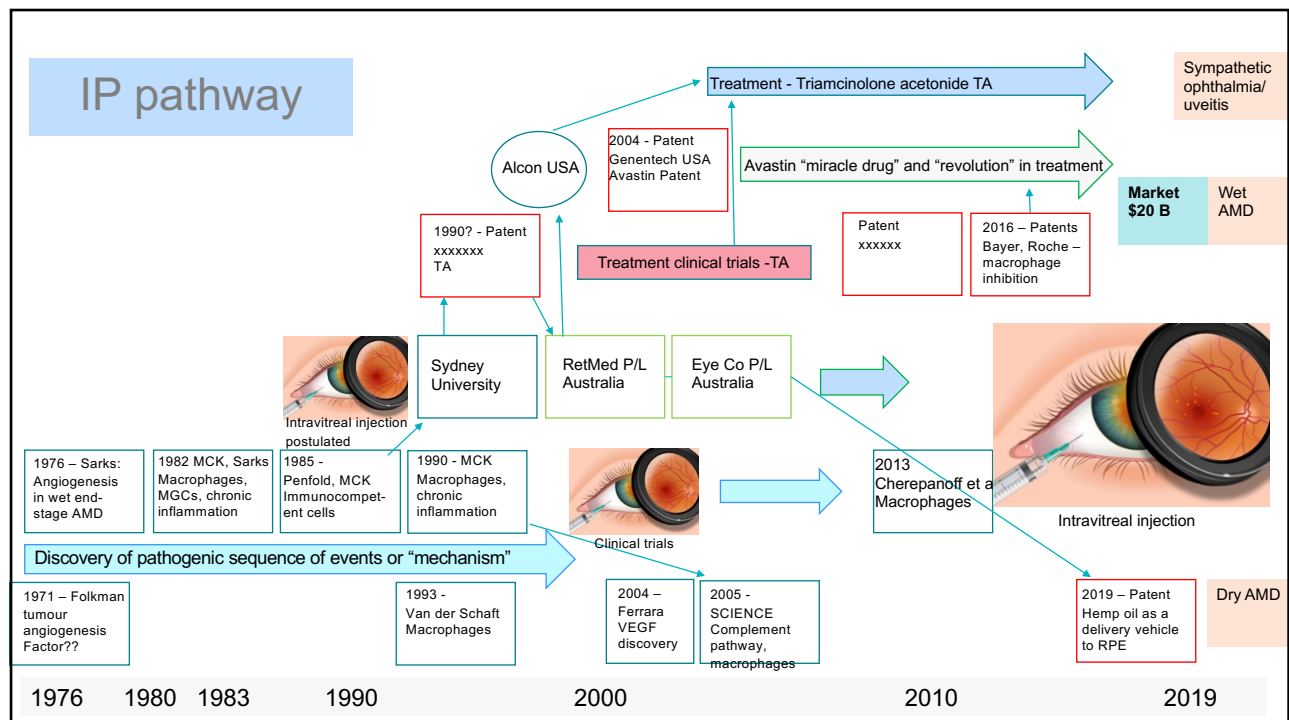 IP pathway
Treatment - Triamcinolone acetonide TA
Sympathetic
ophthalmia/
uveitis
Alcon USA
2004 - Patent
Genentech USA
Avastin Patent
Avastin “miracle drug” and “revolution” in treatment
Market
$20 B
Wet
AMD
1990? - Patent
xxxxxxx
TA
Treatment clinical trials -TA
Patent
xxxxxx
2016 – Patents
Bayer, Roche –
macrophage
inhibition
Intravitreal injection
postulated
Sydney
University
RetMed P/L
Australia
Eye Co P/L
Australia
1976 – Sarks:
Angiogenesis
in wet end-
stage AMD
1982 MCK, Sarks
Macrophages,
MGCs, chronic
inflammation
1985 -
Penfold, MCK
Immunocompet-
ent cells
1990 - MCK
Macrophages,
chronic
inflammation
Clinical trials
2013
Cherepanoff et a
Macrophages
Intravitreal injection
Discovery of pathogenic sequence of events or “mechanism”
1971 – Folkman
tumour
angiogenesis
Factor??
1993 -
Van der Schaft
Macrophages
2004 –
Ferrara
VEGF
discovery
2005 -
SCIENCE
Complement
pathway,
macrophages
2019 – Patent
Hemp oil as a
delivery vehicle
to RPE
Dry AMD
1976 1980 1983 1990 2000 2010 2019